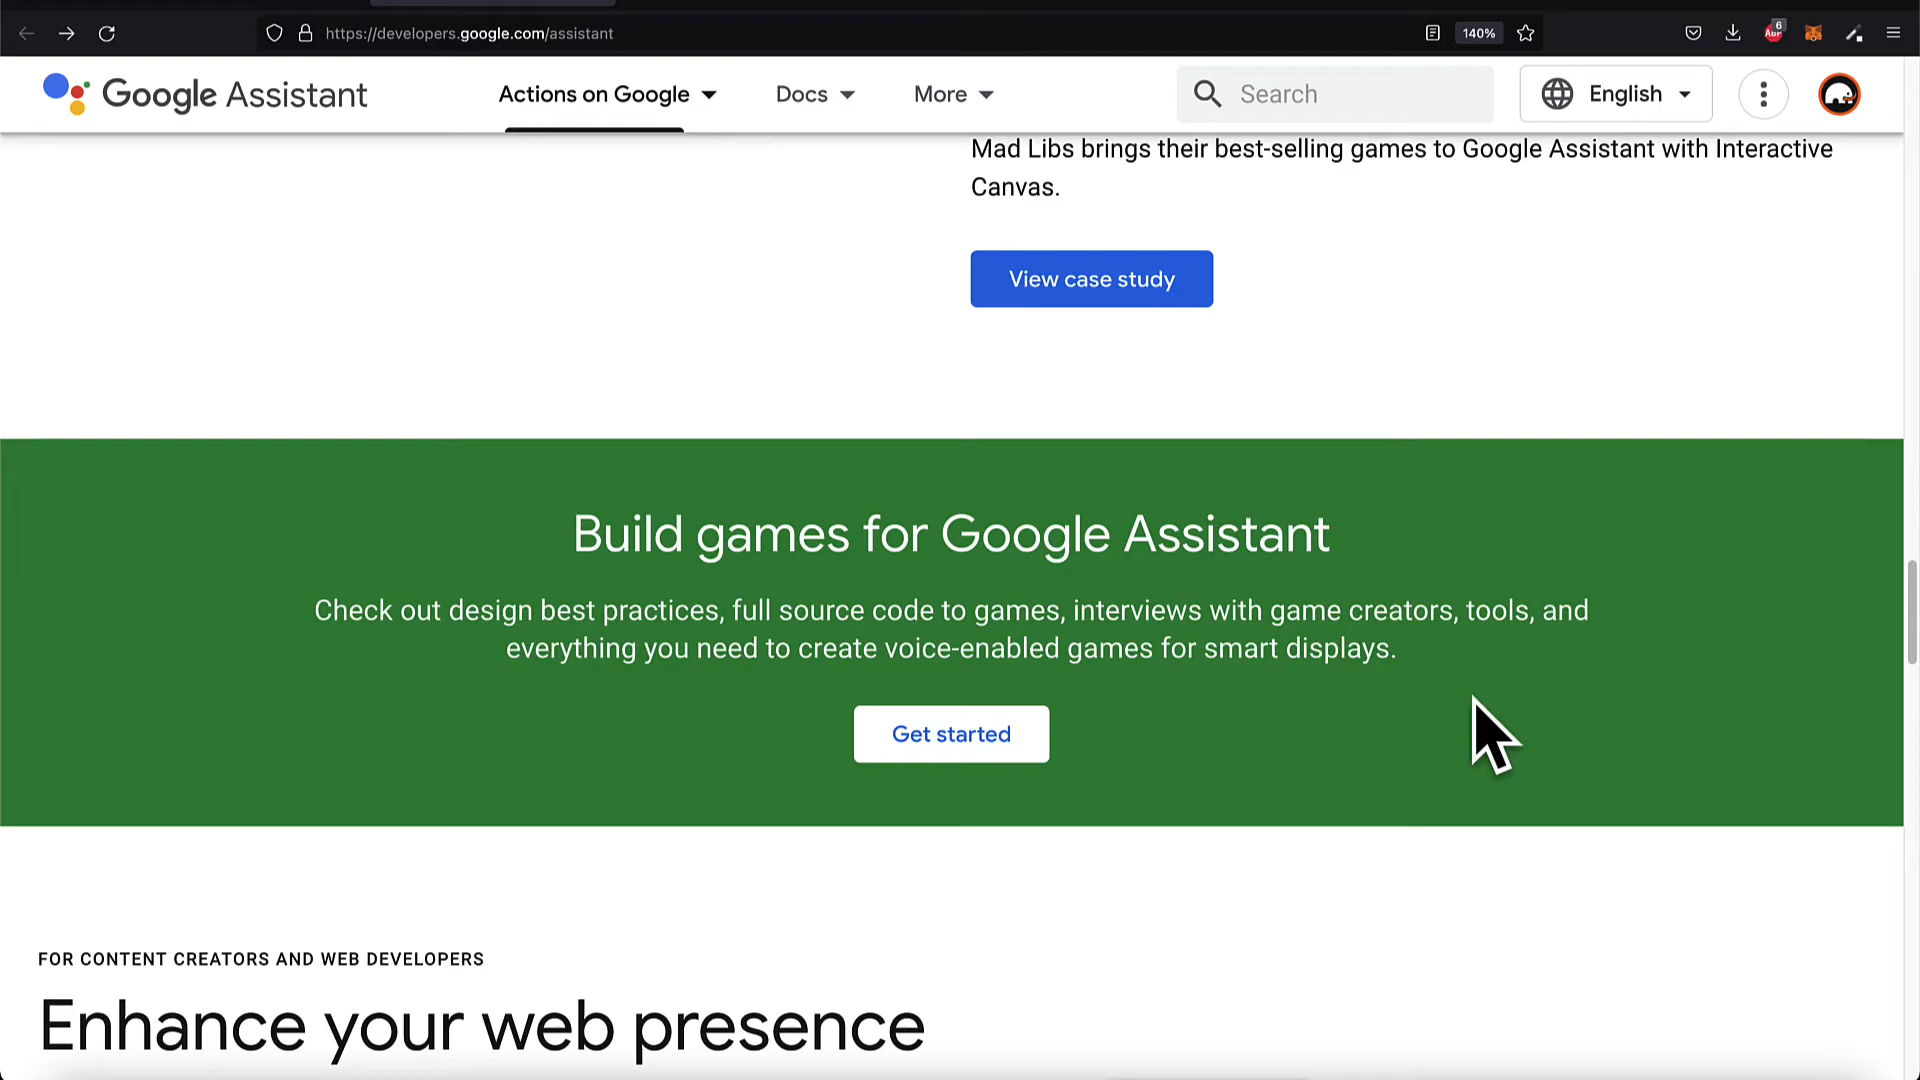 https://developers.google.com/assistant
140%
6
ABP
Google Assistant
Actions on Google
Docs
More
Search
English
Mad Libs brings their best-selling games to Google Assistant with Interactive
Canvas.
View case study
Build games for Google Assistant
Check out design best practices, full source code to games, interviews with game creators, tools, and
everything you need to create voice-enabled games for smart displays.
Get started
FOR CONTENT CREATORS AND WEB DEVELOPERS
Enhance your web presence